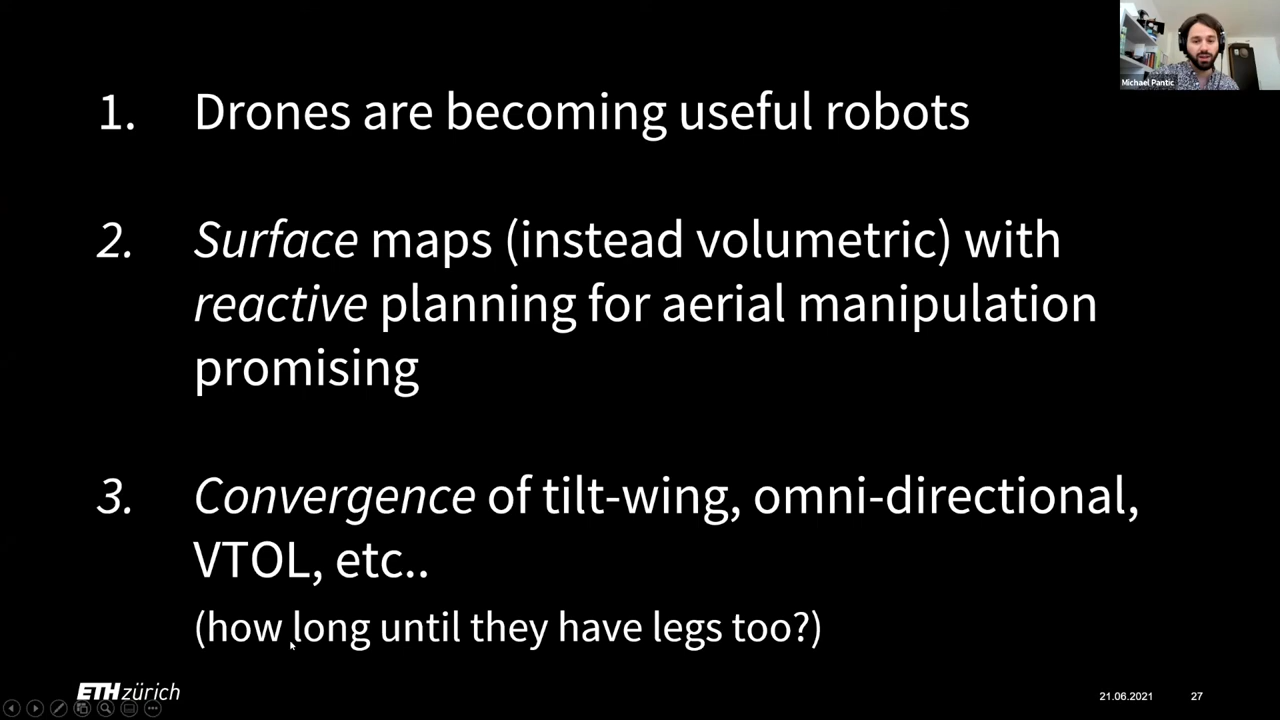 Michael Pantic
1. Drones are becoming useful robots
2. Surface maps (instead volumetric) with
reactive planning for aerial manipulation
promising
3. Convergence of tilt-wing, omni-directional,
VTOL, etc..
(how long until they have legs too?)
ETH zürich
21.06.2021
27